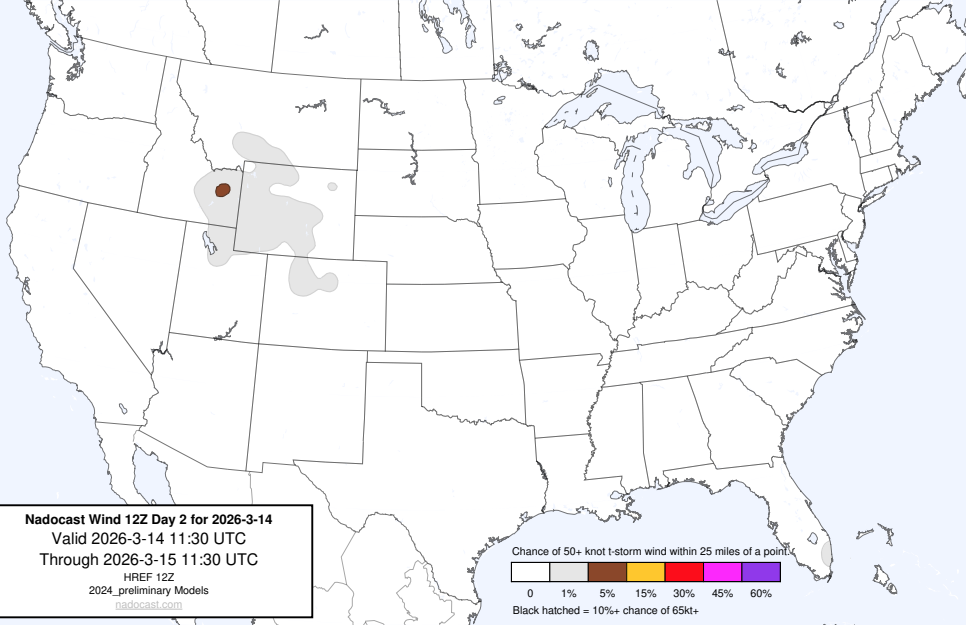 Nadocast Wind 12Z Day 2 for 2026-3-14
Valid 2026-3-14 11:30 UTC
Through 2026-3-15 11:30 UTC
HREF 12Z
2024_preliminary Models
nadocast.com
Chance of 50+ knot t-storm wind within 25 miles of a point.
0 1% 5% 15% 30% 45% 60%
Black hatched = 10%+ chance of 65kt+